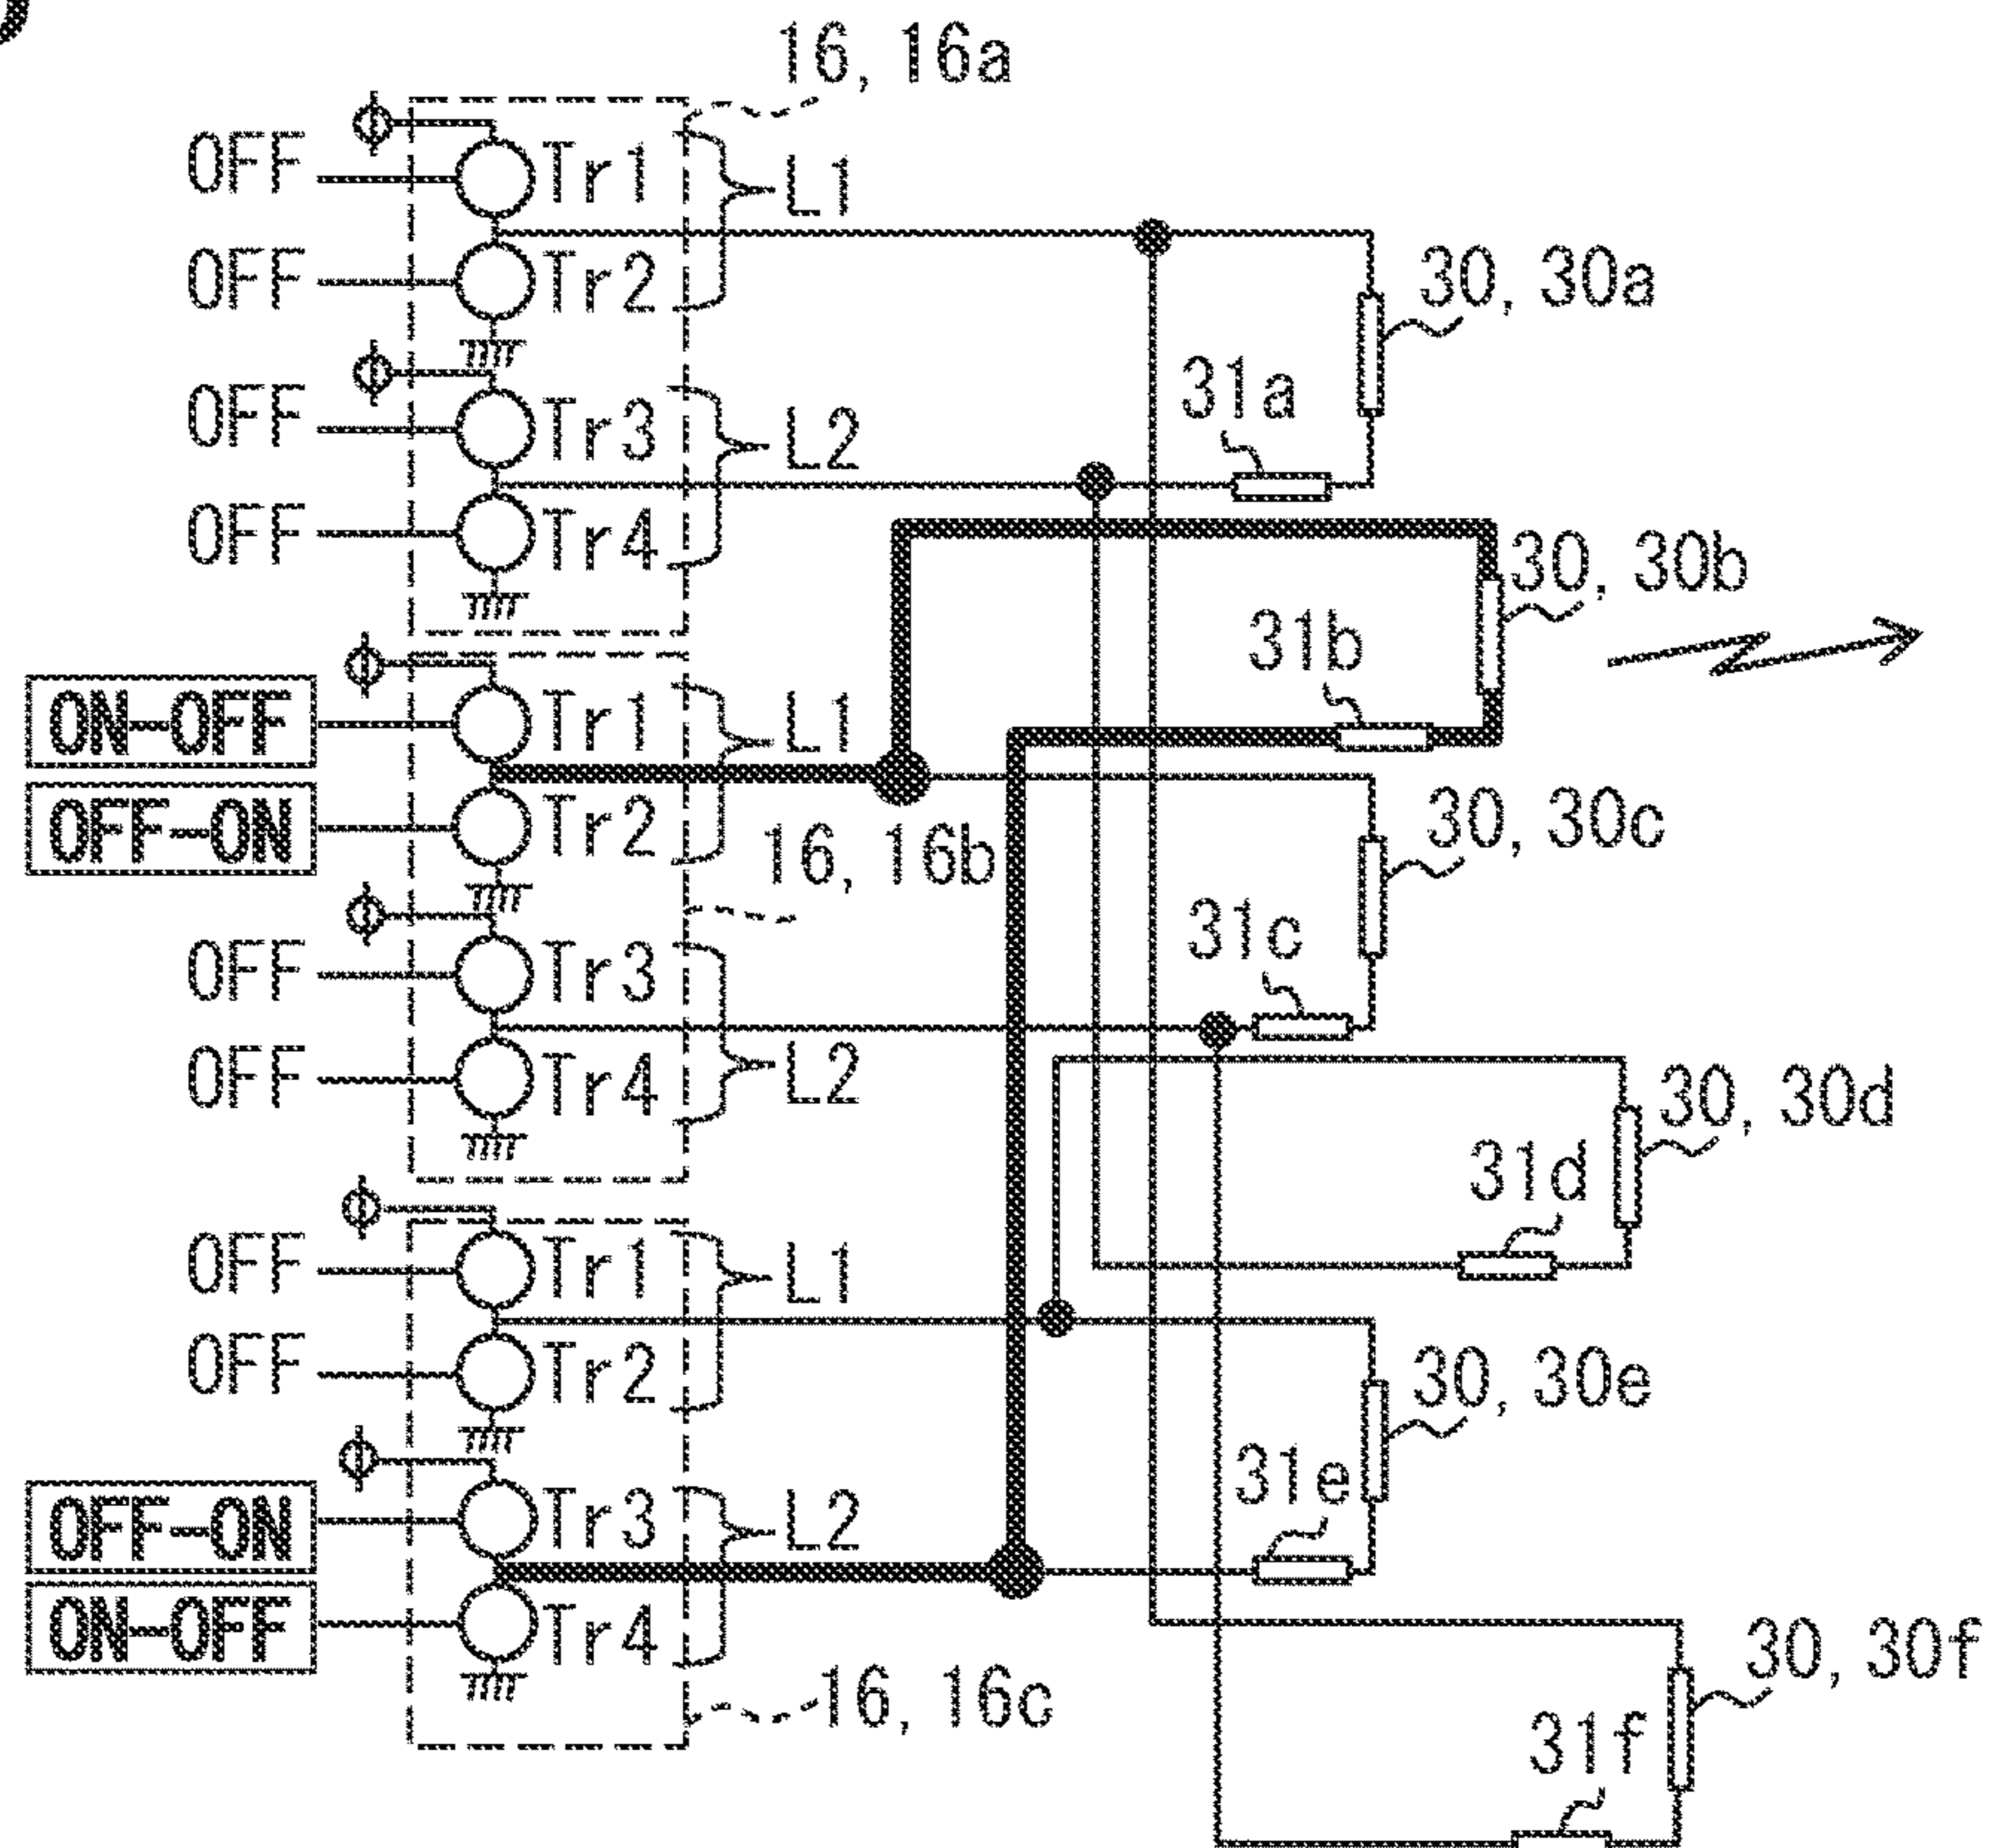 16, 16a
OFF
Tr1
L1
OFF
Tr2
30, 30a
31a
OFF
Tr3
L2
OFF
Tr4
30, 30b
31b
ON-OFF
Tr1
L1
OFF-ON
Tr2
16, 16b
30, 30c
31c
OFF
Tr3
OFF
Tr4
L2
30, 30d
31d
OFF
Tr1
L1
OFF
Tr2
30, 30e
31e
OFF-ON
Tr3
L2
ON-OFF
Tr4
16, 16c
30, 30f
31f